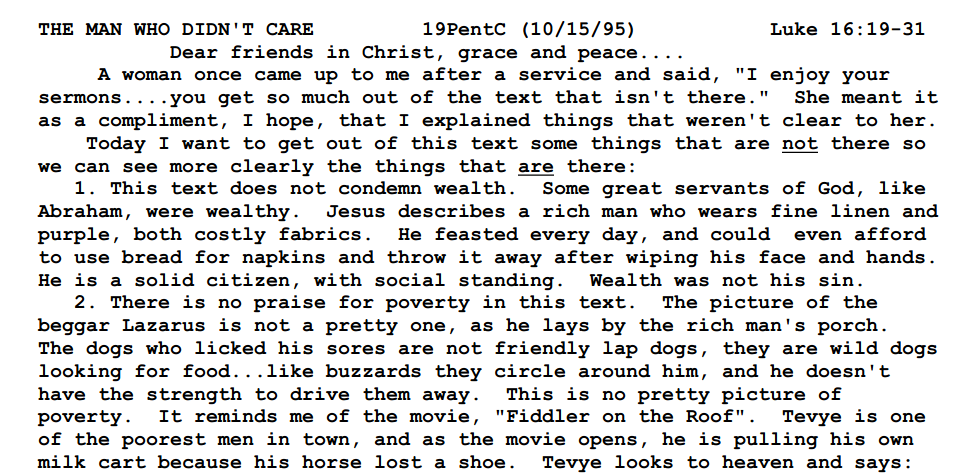 THE MAN WHO DIDN'T CARE 19PentC (10/15/95) Luke 16:19-31
Dear friends in Christ, grace and peace....
A woman once came up to me after a service and said, "I enjoy your
sermons....you get so much out of the text that isn't there." She meant it
as a compliment, I hope, that I explained things that weren't clear to her.
Today I want to get out of this text some things that are not there so
we can see more clearly the things that are there:
1. This text does not condemn wealth. Some great servants of God, like
Abraham, were wealthy. Jesus describes a rich man who wears fine linen and
purple, both costly fabrics. He feasted every day, and could even afford
to use bread for napkins and throw it away after wiping his face and hands.
He is a solid citizen, with social standing. Wealth was not his sin.
2. There is no praise for poverty in this text. The picture of the
beggar Lazarus is not a pretty one, as he lays by the rich man's porch.
The dogs who licked his sores are not friendly lap dogs, they are wild dogs
looking for food...like buzzards they circle around him, and he doesn't
have the strength to drive them away. This is no pretty picture of
poverty. It reminds me of the movie, "Fiddler on the Roof". Tevye is one
of the poorest men in town, and as the movie opens, he is pulling his own
milk cart because his horse lost a shoe. Tevye looks to heaven and says: